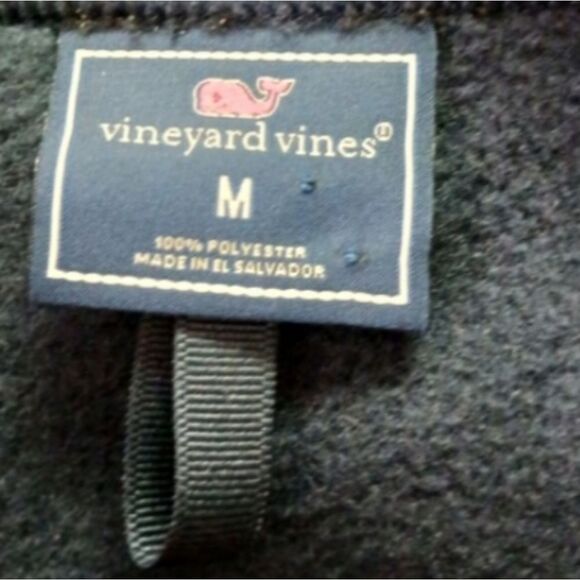 vineyard vines®
M
100% POLYESTER
MADE IN EL SALVADOR